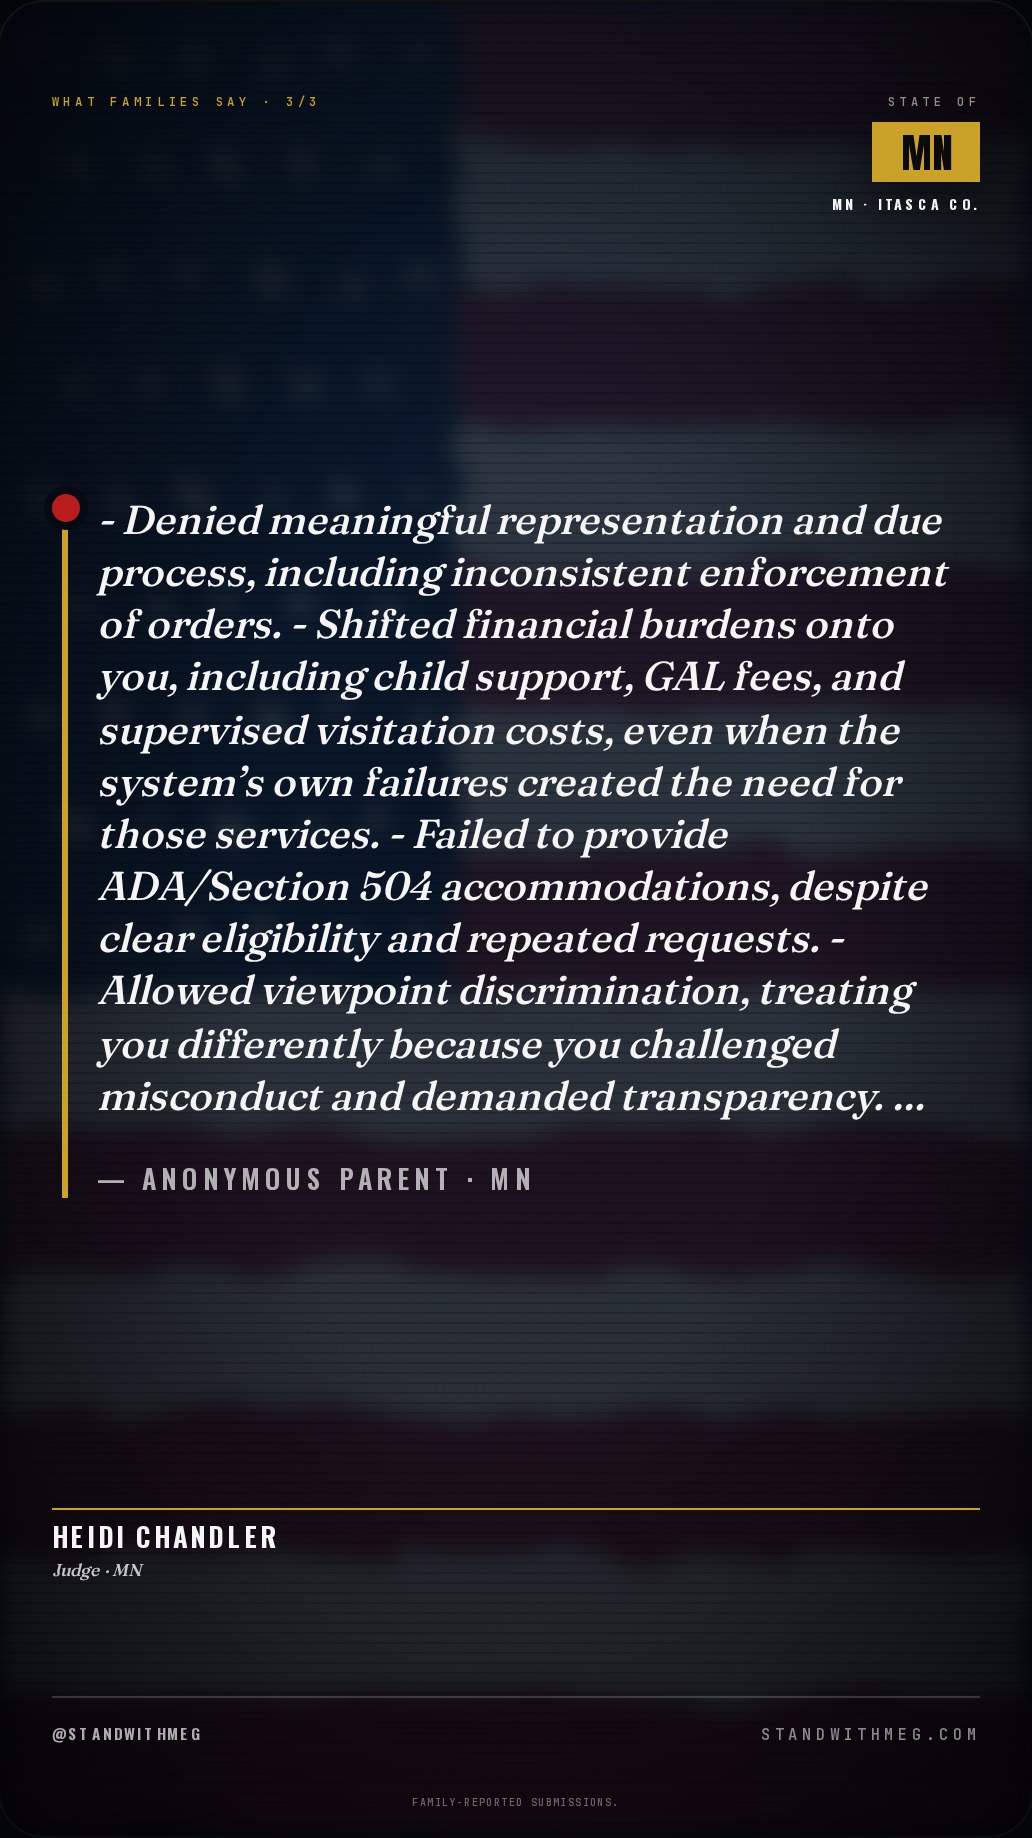 WHAT FAMILIES SAY · 3/3
STATE OF
MN
MN · ITASCA CO.
- Denied meaningful representation and due
process, including inconsistent enforcement
of orders. - Shifted financial burdens onto
you, including child support, GAL fees, and
supervised visitation costs, even when the
system’s own failures created the need for
those services. - Failed to provide
ADA/Section 504 accommodations, despite
clear eligibility and repeated requests. -
Allowed viewpoint discrimination, treating
you differently because you challenged
misconduct and demanded transparency. ...
— ANONYMOUS PARENT · MN
HEIDI CHANDLER
Judge · MN
@STANDWITHMEG
STANDWITHMEG.COM
FAMILY-REPORTED SUBMISSIONS.